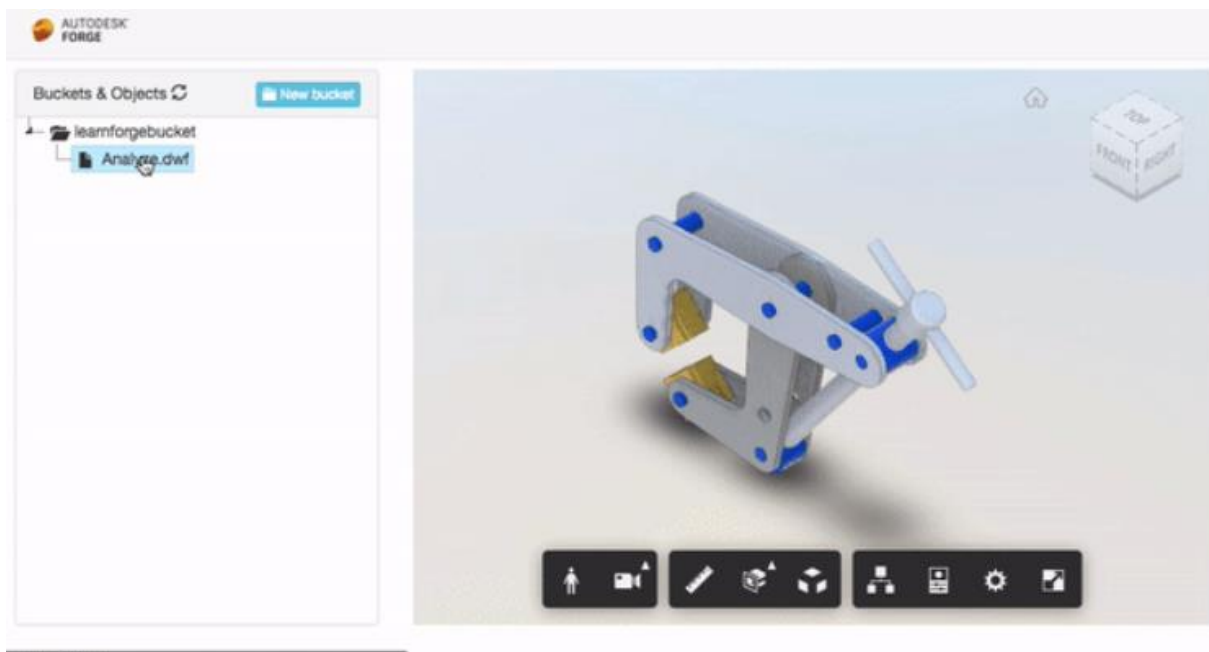 AUTODESK®
FORGE
Buckets & Objects
New bucket
learnforgebucket
Analyze.dwf
TOP
FRONT
RIGHT